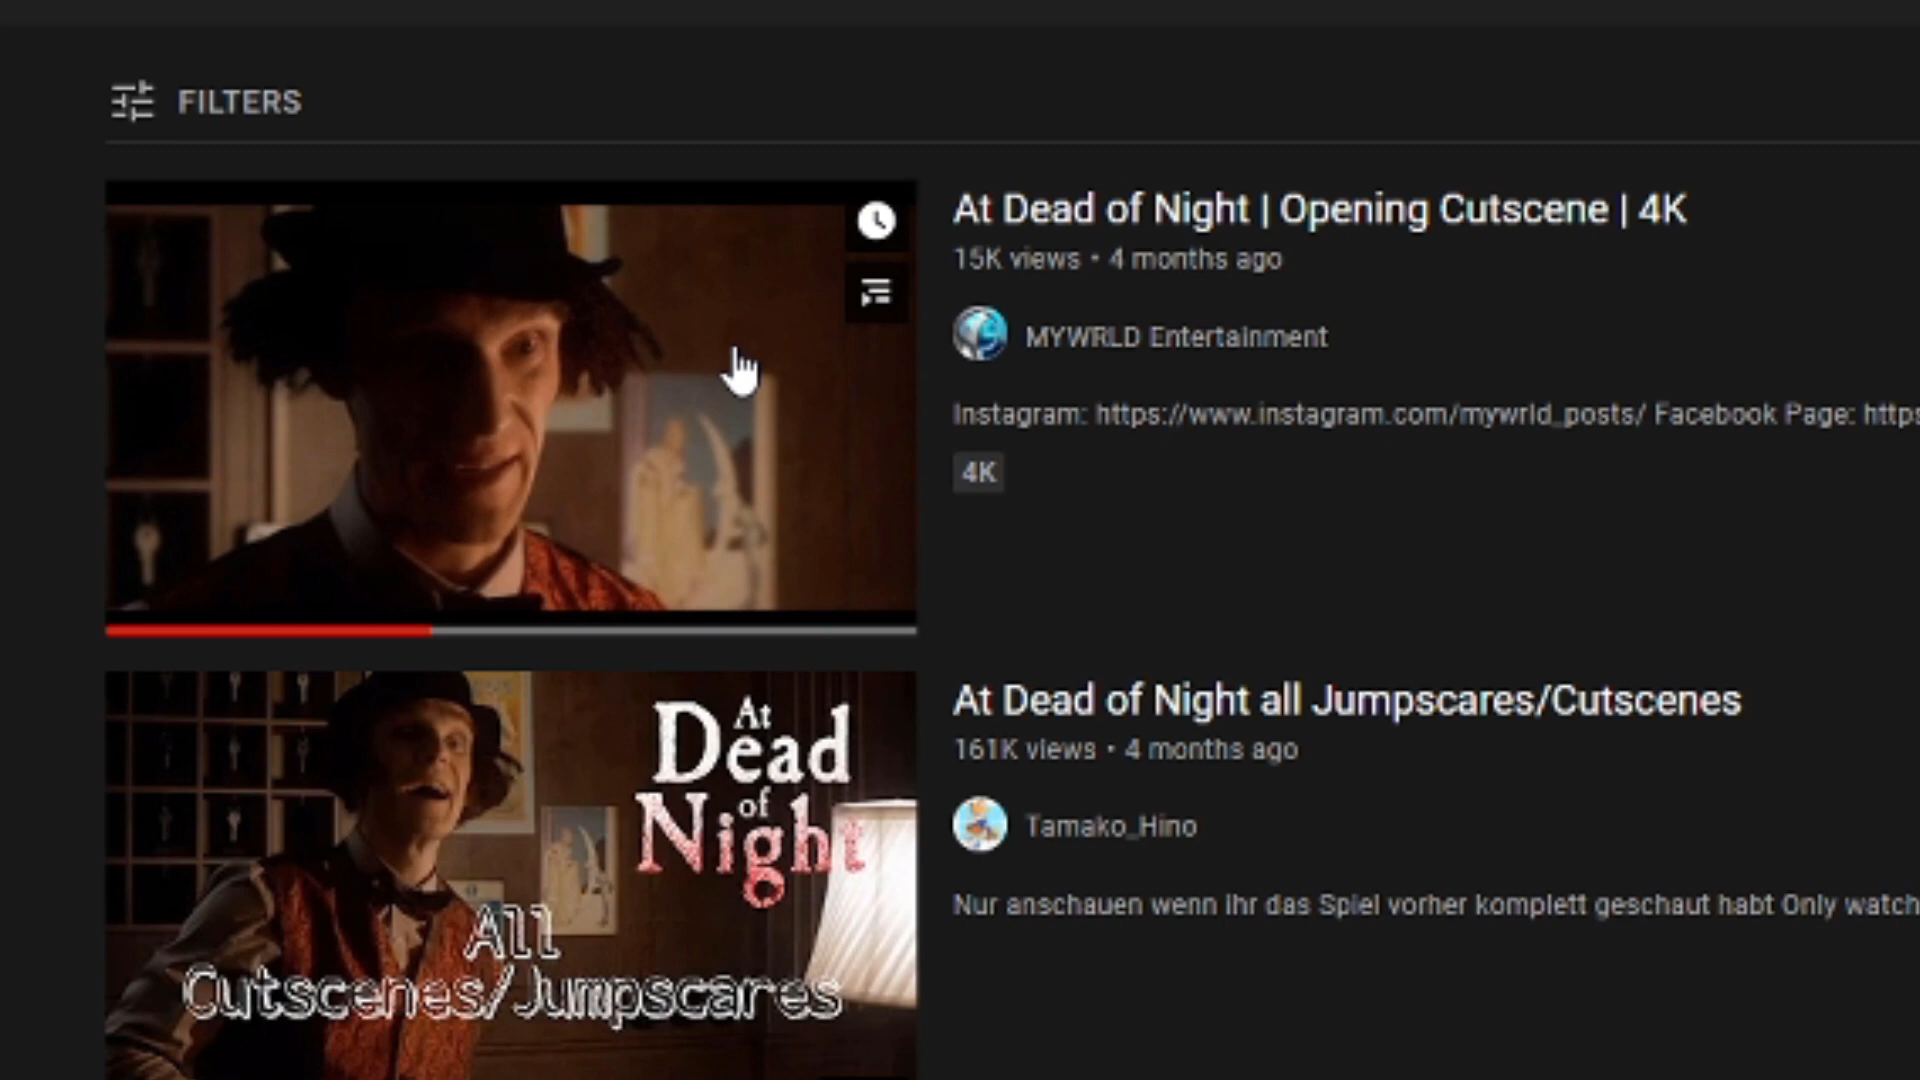 FILTERS
At Dead of Night | Opening Cutscene | 4K
15K views • 4 months ago
MYWRLD Entertainment
Instagram: https://www.instagram.com/mywrld_posts/ Facebook Page: https
4K
At Dead of Night all Jumpscares/Cutscenes
161K views • 4 months ago
Tamako_Hino
Nur anschauen wenn ihr das Spiel vorher komplett geschaut habt Only watch
At
Dead
of
Night
All
Cutscenes/Jumpscares